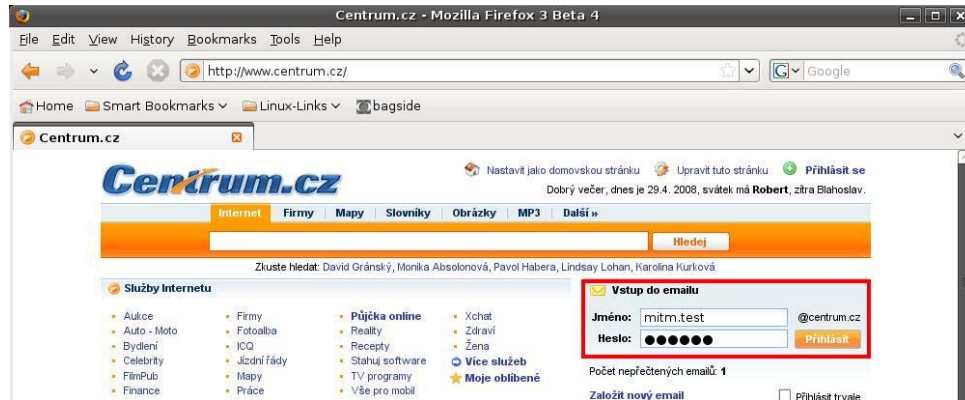 Centrum.cz - Mozilla Firefox 3 Beta 4
File Edit View History Bookmarks Tools Help
http://www.centrum.cz/ G Google
Home Smart Bookmarks Linux-Links bagside
Centrum.cz
Centrum.cz
Nastavit jako domovskou stránku Upravit tuto stránku Přihlásit se
Dobrý večer, dnes je 29.4. 2008, svátek má Robert, zítra Blahoslav.
Internet Firmy Mapy Slovníky Obrázky MP3 Další »
Hledej
Zkuste hledat: David Gránský, Monika Absolonová, Pavol Habera, Lindsay Lohan, Karolina Kurková
Služby Internetu
Aukce Firmy Půjčka online Xchat
Auto - Moto Fotoalba Reality Zdraví
Bydlení ICQ Recepty Žena
Celebrity Jízdní řády Stahuj software Více služeb
FilmPub Mapy TV programy Moje oblíbené
Finance Práce Vše pro mobil
Vstup do emailu
Jméno: mitm.test @centrum.cz
Heslo: ●●●●●● Přihlásit
Počet nepřečtených emailů: 1
Založit nový email Přihlásit trvale